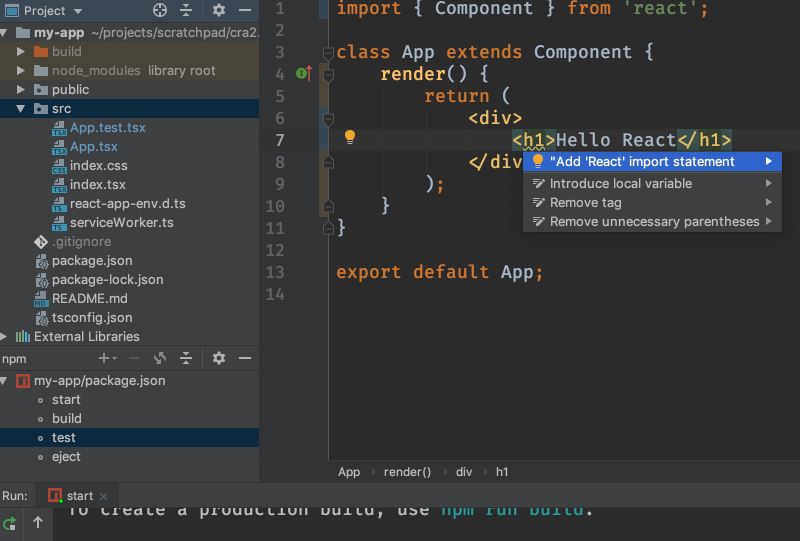 Project
my-app ~/projects/scratchpad/cra2.
build
node_modules library root
public
src
App.test.tsx
App.tsx
index.css
index.tsx
react-app-env.d.ts
serviceWorker.ts
.gitignore
package.json
package-lock.json
README.md
tsconfig.json
External Libraries
npm
my-app/package.json
start
build
test
eject
1 import { Component } from 'react';
2
3 class App extends Component {
4 render() {
5 return (
6 <div>
7 <h1>Hello React</h1>
8 </div
9 );
10 }
11 }
12
13 export default App;
14
"Add 'React' import statement
Introduce local variable
Remove tag
Remove unnecessary parentheses
App › render() › div › h1
Run: start ×
To create a production build, use npm run build.